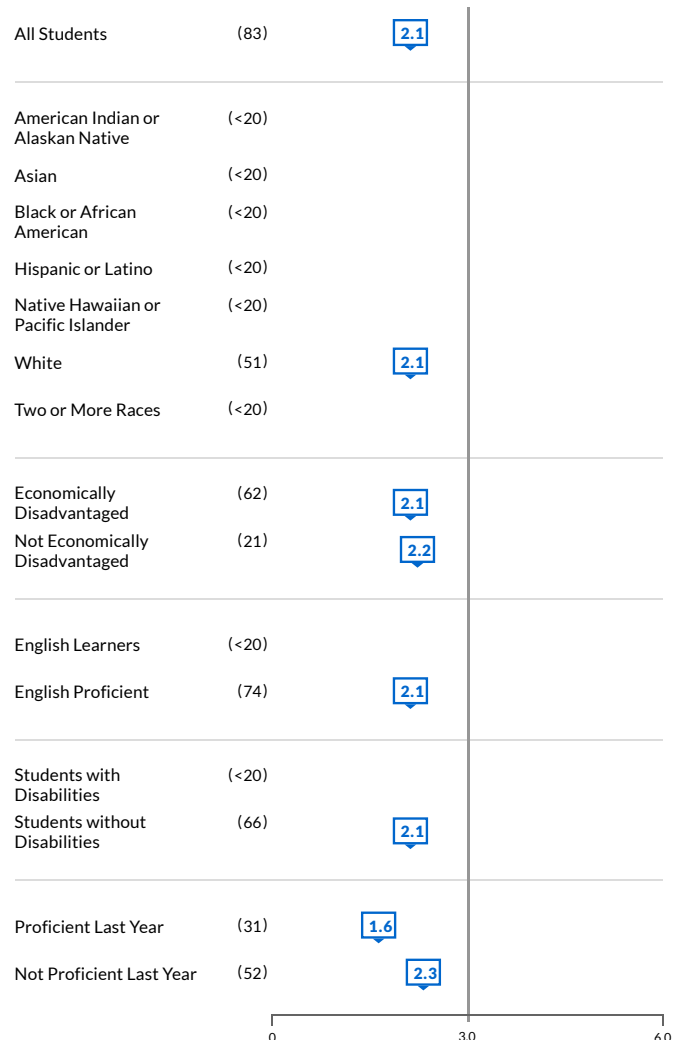 All Students (83) 2.1
American Indian or (<20)
Alaskan Native
Asian (<20)
Black or African (<20)
American
Hispanic or Latino (<20)
Native Hawaiian or (<20)
Pacific Islander
White (51) 2.1
Two or More Races (<20)
Economically (62) 2.1
Disadvantaged
Not Economically (21) 2.2
Disadvantaged
English Learners (<20)
English Proficient (74) 2.1
Students with (<20)
Disabilities
Students without (66) 2.1
Disabilities
Proficient Last Year (31) 1.6
Not Proficient Last Year (52) 2.3
0 3.0 6.0